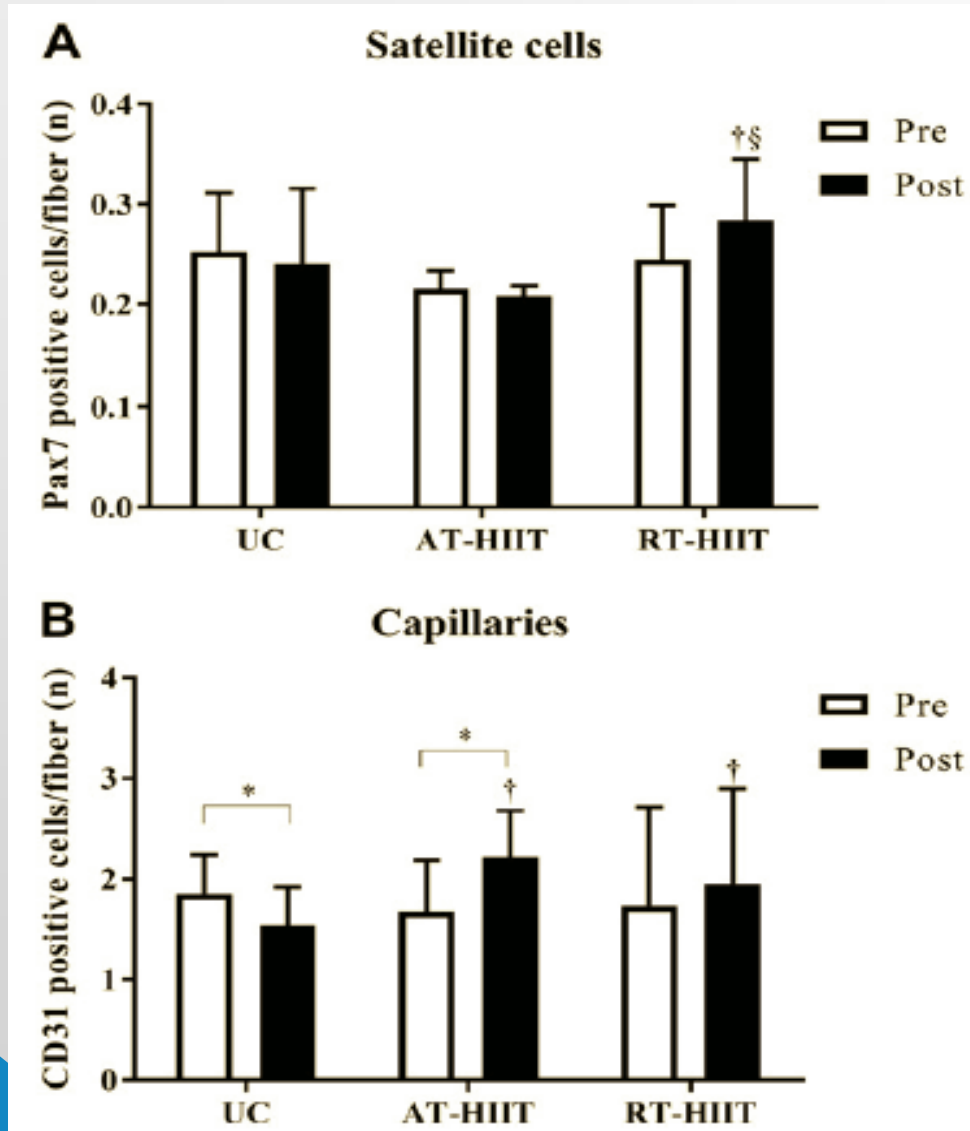 A
Satellite cells
Pax7 positive cells/fiber (n)
0.4
0.3
0.2
0.1
0.0
†§
Pre
Post
UC AT-HIIT RT-HIIT
B
Capillaries
CD31 positive cells/fiber (n)
4
3
2
1
0
*
*
†
†
Pre
Post
UC AT-HIIT RT-HIIT